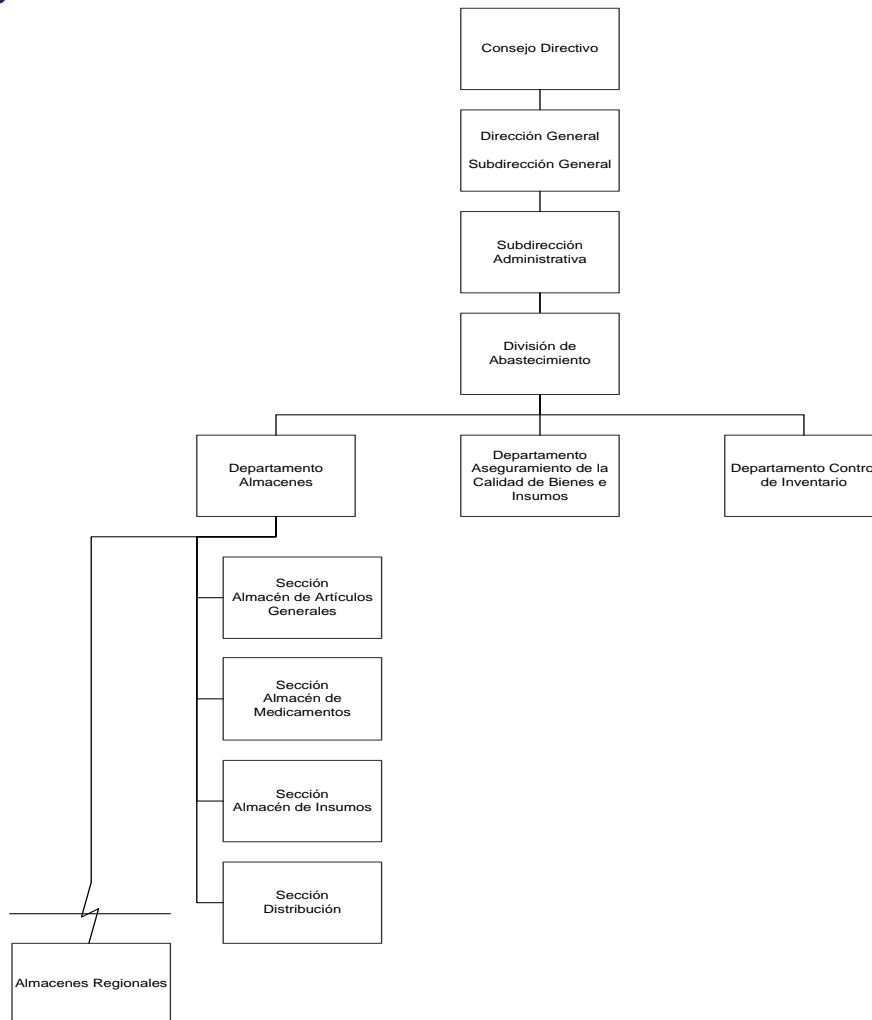 Consejo Directivo
Dirección General
Subdirección General
Subdirección
Administrativa
División de
Abastecimiento
Departamento
Almacenes
Departamento
Aseguramiento de la
Calidad de Bienes e
Insumos
Departamento Contro
de Inventario
Sección
Almacén de Artículos
Generales
Sección
Almacén de
Medicamentos
Sección
Almacén de Insumos
Sección
Distribución
Almacenes Regionales